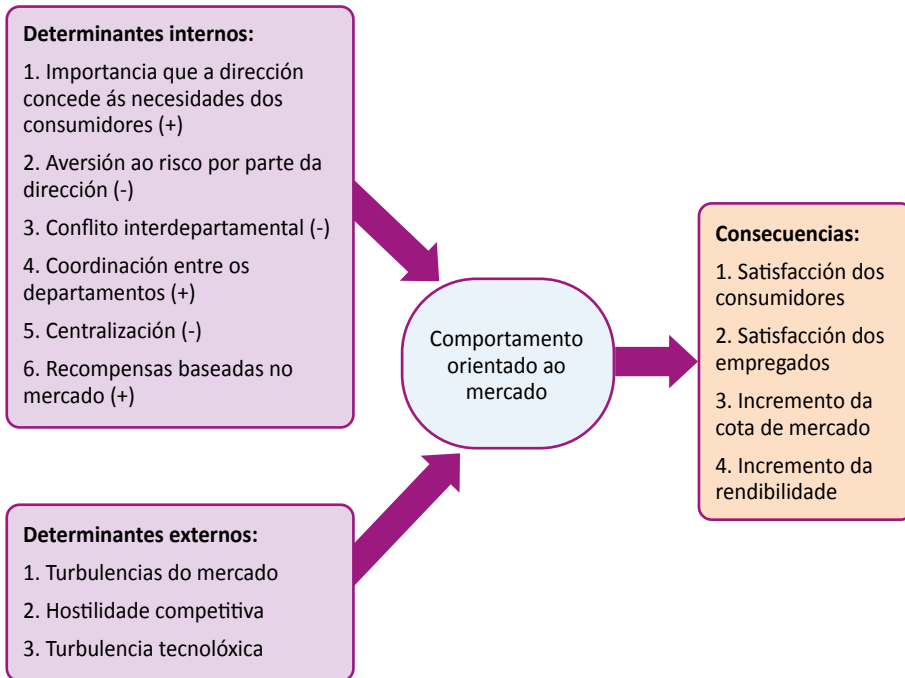 Determinantes internos:
1. Importancia que a dirección
concede ás necesidades dos
consumidores (+)
2. Aversión ao risco por parte da
dirección (-)
3. Conflito interdepartamental (-)
4. Coordinación entre os
departamentos (+)
5. Centralización (-)
6. Recompensas baseadas no
mercado (+)
Determinantes externos:
1. Turbulencias do mercado
2. Hostilidade competitiva
3. Turbulencia tecnolóxica
Comportamento
orientado ao
mercado
Consecuencias:
1. Satisfacción dos
consumidores
2. Satisfacción dos
empregados
3. Incremento da
cota de mercado
4. Incremento da
rendibilidade